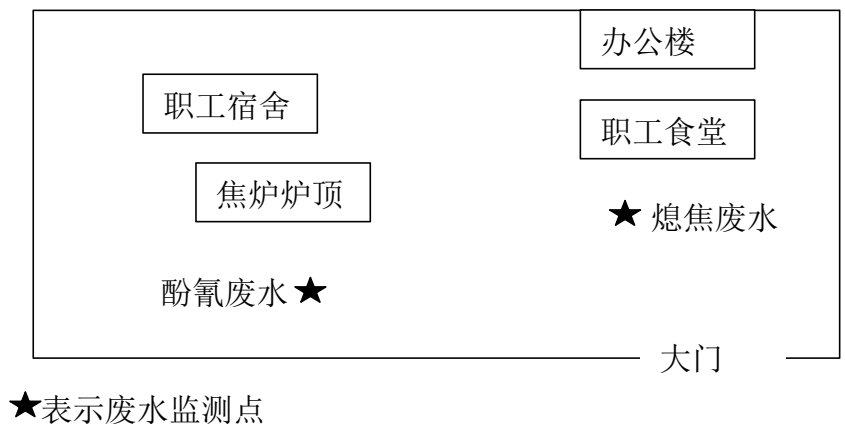 办公楼
职工宿舍
职工食堂
焦炉炉顶
★ 熄焦废水
酚氰废水★
大门
★表示废水监测点